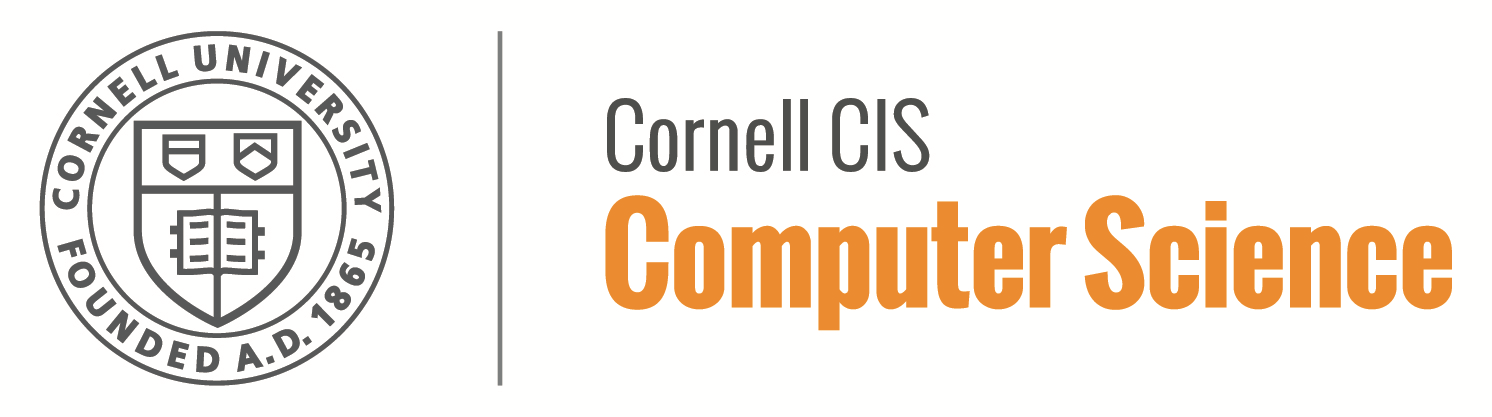 CORNELL UNIVERSITY
FOUNDED A.D. 1865
Cornell CIS
Computer Science